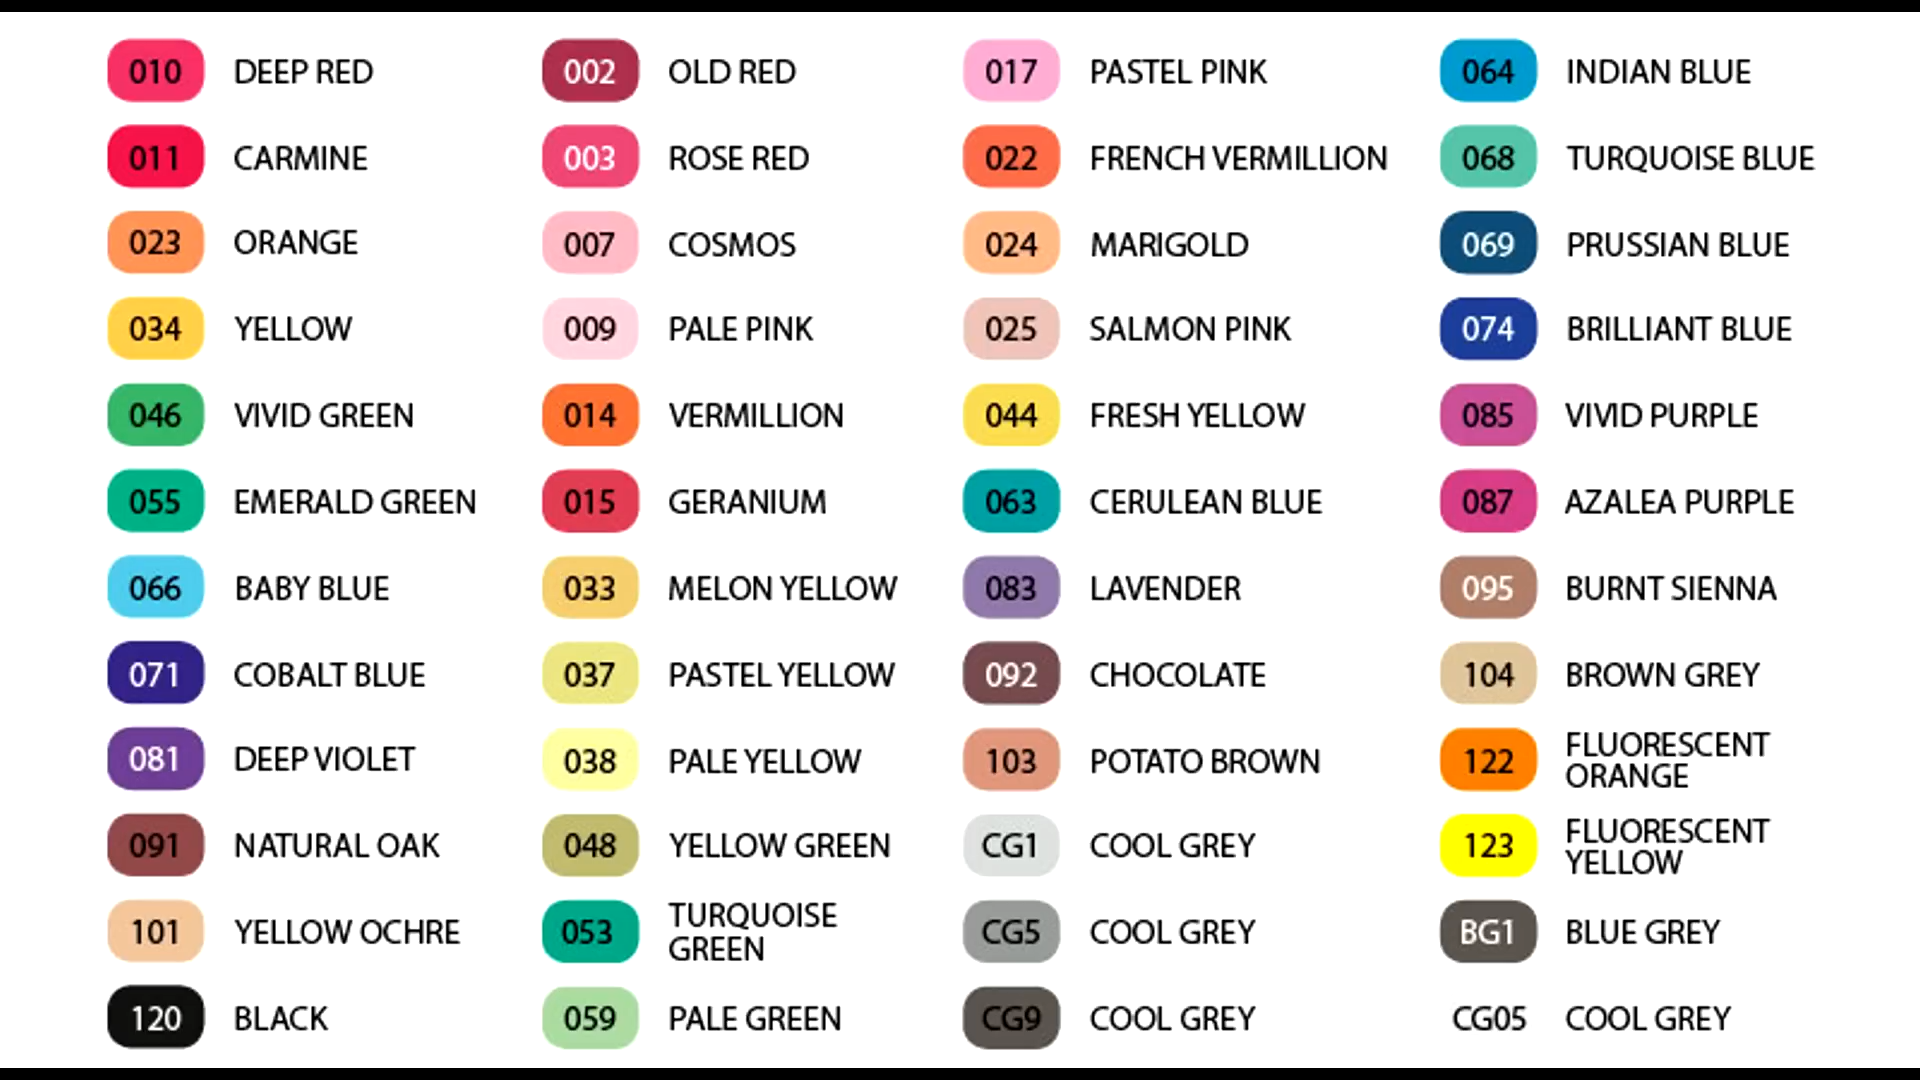 010 DEEP RED
011 CARMINE
023 ORANGE
034 YELLOW
046 VIVID GREEN
055 EMERALD GREEN
066 BABY BLUE
071 COBALT BLUE
081 DEEP VIOLET
091 NATURAL OAK
101 YELLOW OCHRE
120 BLACK
002 OLD RED
003 ROSE RED
007 COSMOS
009 PALE PINK
014 VERMILLION
015 GERANIUM
033 MELON YELLOW
037 PASTEL YELLOW
038 PALE YELLOW
048 YELLOW GREEN
053 TURQUOISE
GREEN
059 PALE GREEN
017 PASTEL PINK
022 FRENCH VERMILLION
024 MARIGOLD
025 SALMON PINK
044 FRESH YELLOW
063 CERULEAN BLUE
083 LAVENDER
092 CHOCOLATE
103 POTATO BROWN
CG1 COOL GREY
CG5 COOL GREY
CG9 COOL GREY
064 INDIAN BLUE
068 TURQUOISE BLUE
069 PRUSSIAN BLUE
074 BRILLIANT BLUE
085 VIVID PURPLE
087 AZALEA PURPLE
095 BURNT SIENNA
104 BROWN GREY
122 FLUORESCENT
ORANGE
123 FLUORESCENT
YELLOW
BG1 BLUE GREY
CG05 COOL GREY